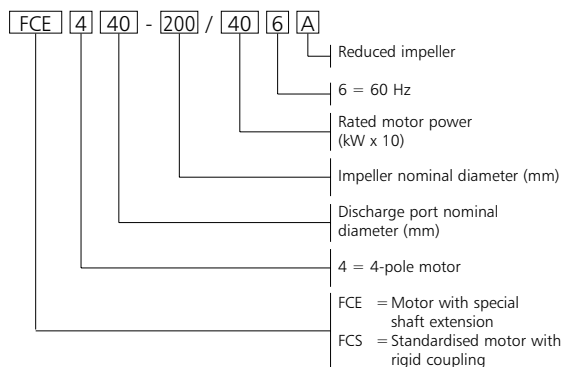 FCE 4 40 - 200 / 40 6 A
Reduced impeller
6 = 60 Hz
Rated motor power
(kW x 10)
Impeller nominal diameter (mm)
Discharge port nominal
diameter (mm)
4 = 4-pole motor
FCE = Motor with special
shaft extension
FCS = Standardised motor with
rigid coupling